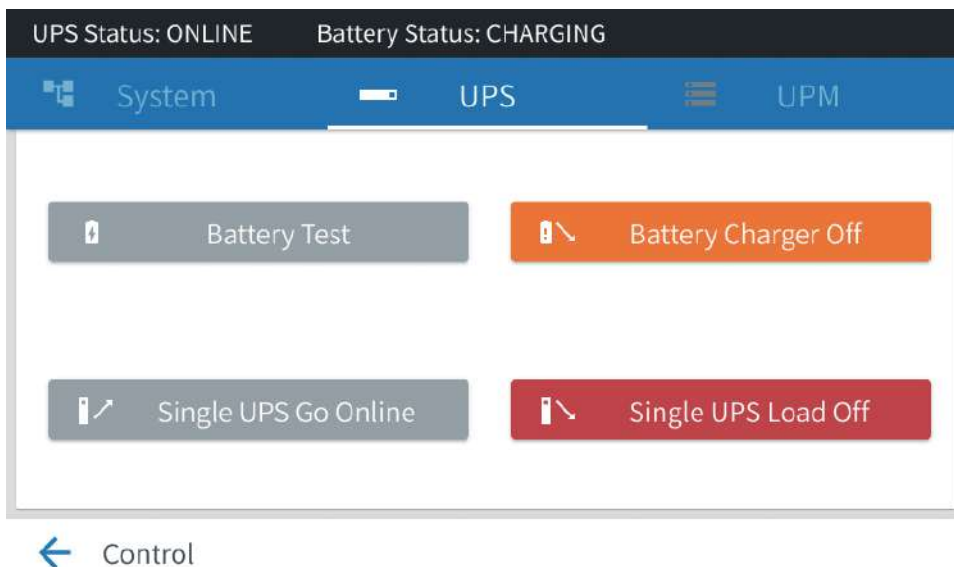 UPS Status: ONLINE Battery Status: CHARGING
System UPS UPM
Battery Test Battery Charger Off
Single UPS Go Online Single UPS Load Off
Control